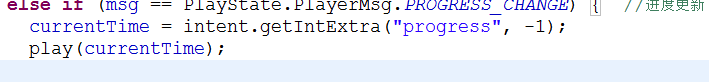 else if (msg == PlayState.PlayerMsg.PROGRESS_CHANGE) { //进度更新
currentTime = intent.getIntExtra("progress", -1);
play(currentTime);